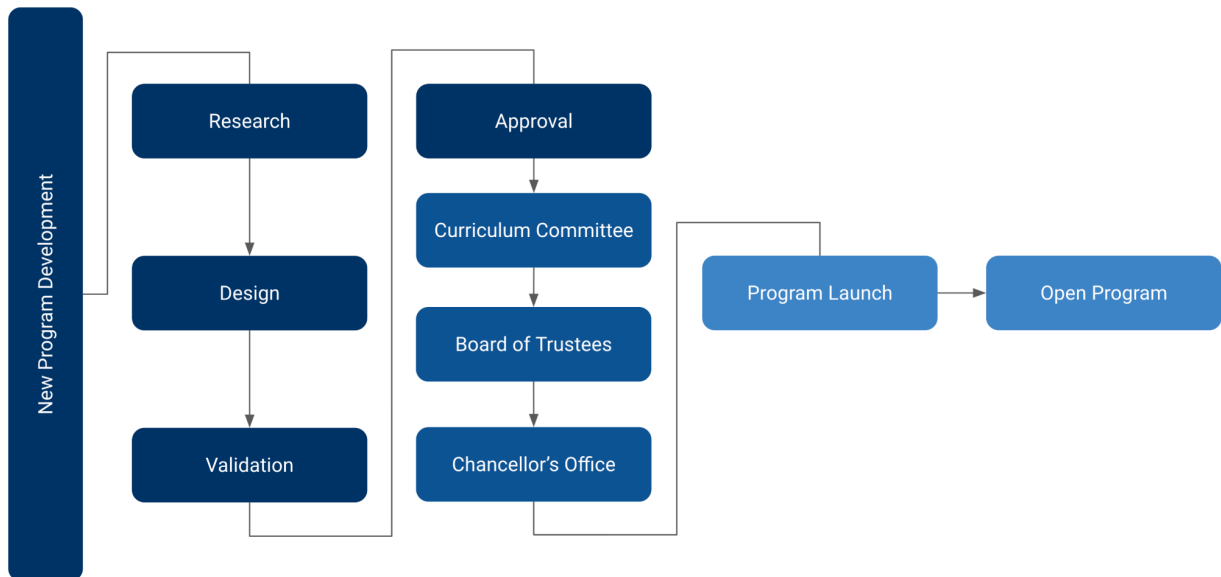 New Program Development
Research
Design
Validation
Approval
Curriculum Committee
Board of Trustees
Chancellor’s Office
Program Launch
Open Program